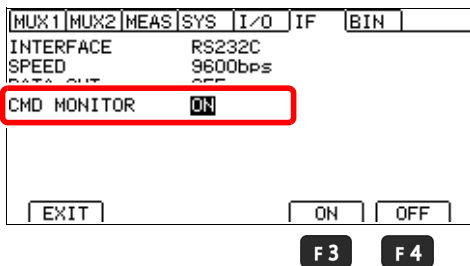 MUX1 MUX2 MEAS SYS I/O IF BIN
INTERFACE RS232C
SPEED 9600bps
CMD MONITOR ON
EXIT ON OFF
F3 F4